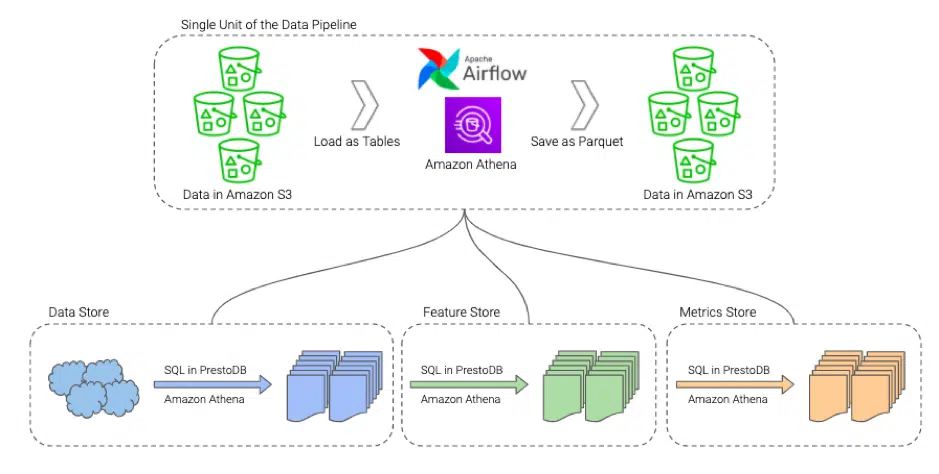 Single Unit of the Data Pipeline
Apache
Airflow
Load as Tables
Save as Parquet
Amazon Athena
Data in Amazon S3
Data in Amazon S3
Data Store
Feature Store
Metrics Store
SQL in PrestoDB
Amazon Athena
SQL in PrestoDB
Amazon Athena
SQL in PrestoDB
Amazon Athena